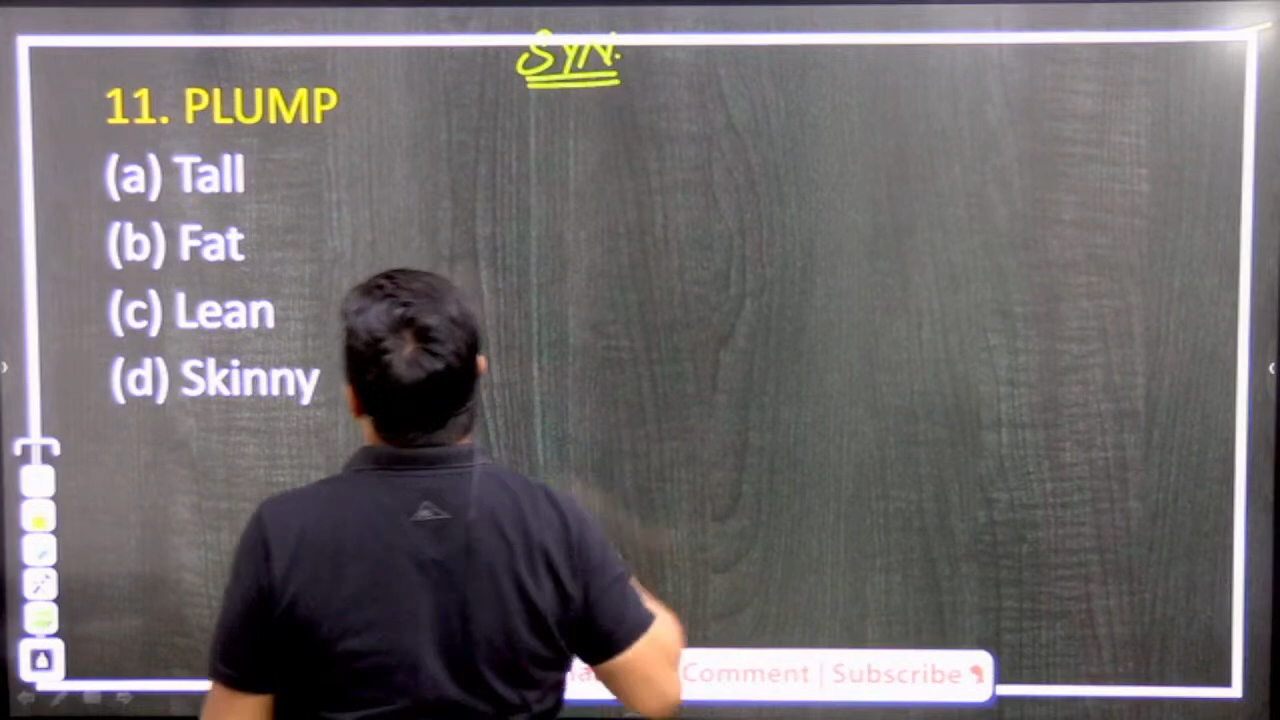 SYN.
11. PLUMP
(a) Tall
(b) Fat
(c) Lean
(d) Skinny
Comment | Subscribe